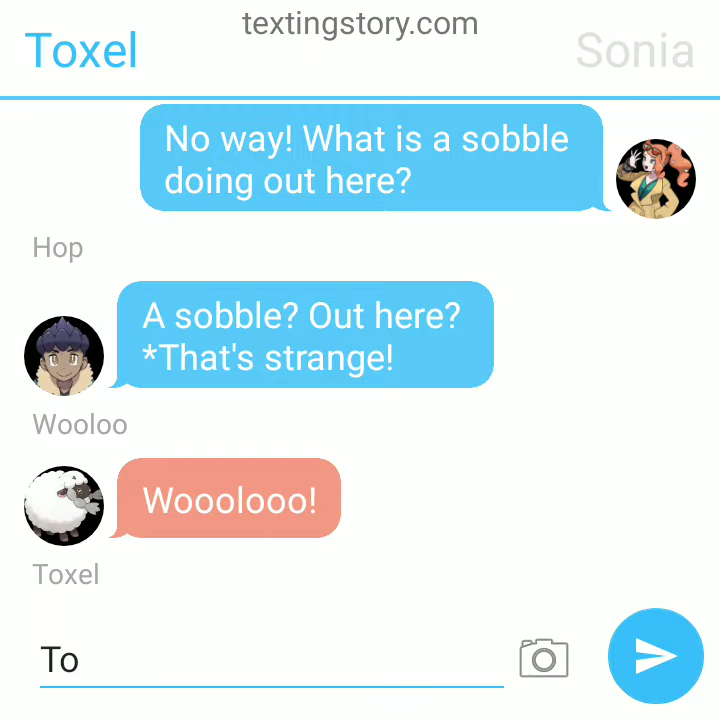 textingstory.com
Toxel
Sonia
No way! What is a sobble
doing out here?
Hop
A sobble? Out here?
*That's strange!
Wooloo
Wooolooo!
Toxel
To